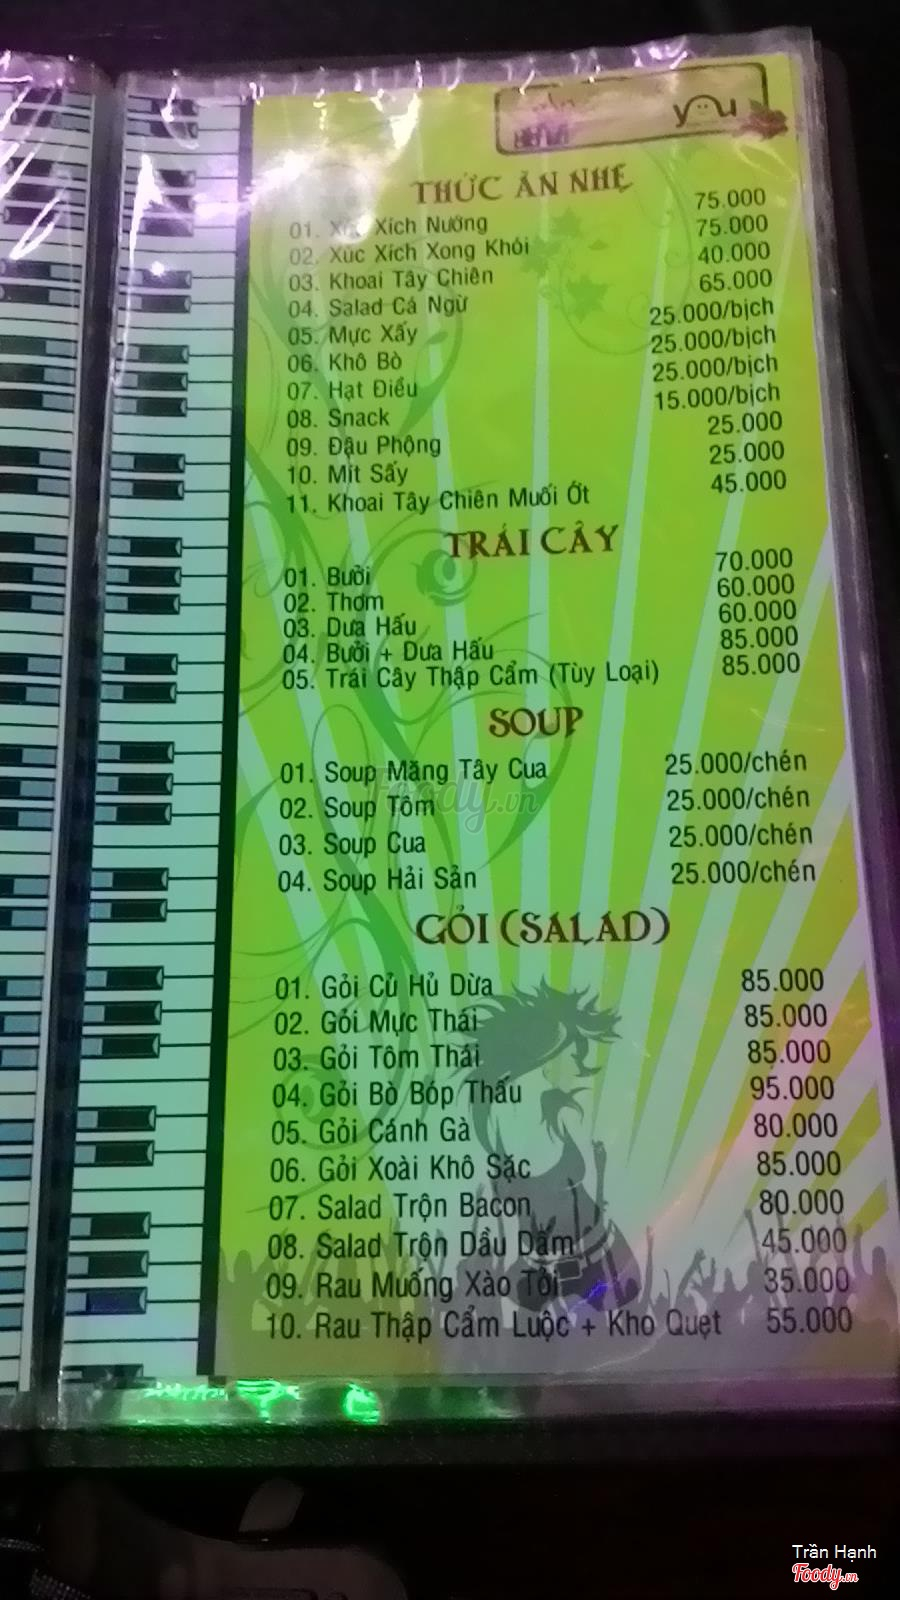 you
THỨC ĂN NHẸ
01. Xúc Xích Nướng 75.000
02. Xúc Xích Xong Khói 75.000
03. Khoai Tây Chiên 40.000
04. Salad Cá Ngừ 65.000
05. Mực Xấy 25.000/bịch
06. Khô Bò 25.000/bịch
07. Hạt Điều 25.000/bịch
08. Snack 15.000/bịch
09. Đậu Phộng 25.000
10. Mít Sấy 25.000
11. Khoai Tây Chiên Muối Ớt 45.000
TRÁI CÂY
01. Bưởi 70.000
02. Thơm 60.000
03. Dưa Hấu 60.000
04. Bưởi + Dưa Hấu 85.000
05. Trái Cây Thập Cẩm (Tùy Loại) 85.000
SOUP
01. Soup Măng Tây Cua 25.000/chén
02. Soup Tôm 25.000/chén
03. Soup Cua 25.000/chén
04. Soup Hải Sản 25.000/chén
Foody.vn
GỎI (SALAD)
01. Gỏi Củ Hủ Dừa 85.000
02. Gỏi Mực Thái 85.000
03. Gỏi Tôm Thái 85.000
04. Gỏi Bò Bóp Thấu 95.000
05. Gỏi Cánh Gà 80.000
06. Gỏi Xoài Khô Sặc 85.000
07. Salad Trộn Bacon 80.000
08. Salad Trộn Dầu Dấm 45.000
09. Rau Muống Xào Tỏi 35.000
10. Rau Thập Cẩm Luộc + Kho Quẹt 55.000
Trần Hạnh
Foody.vn